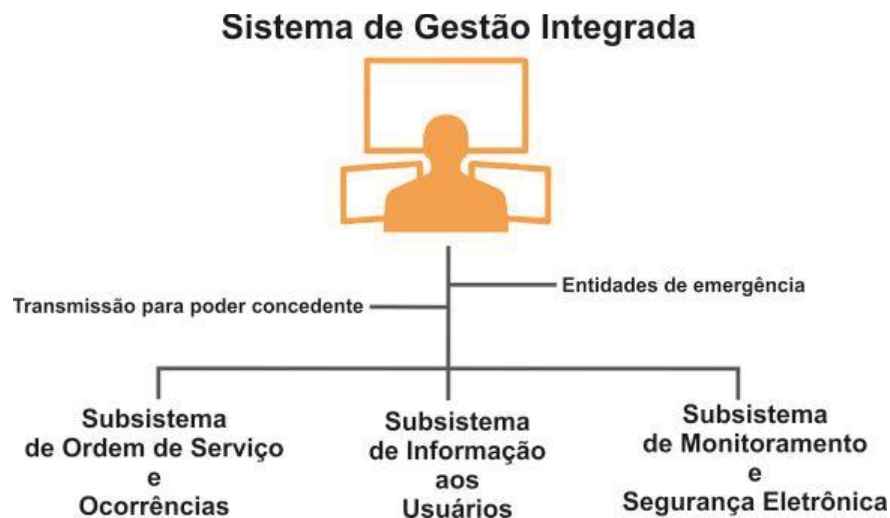 Sistema de Gestão Integrada
Entidades de emergência
Transmissão para poder concedente
Subsistema
de Ordem de Serviço
e
Ocorrências
Subsistema
de Informação
aos
Usuários
Subsistema
de Monitoramento
e
Segurança Eletrônica